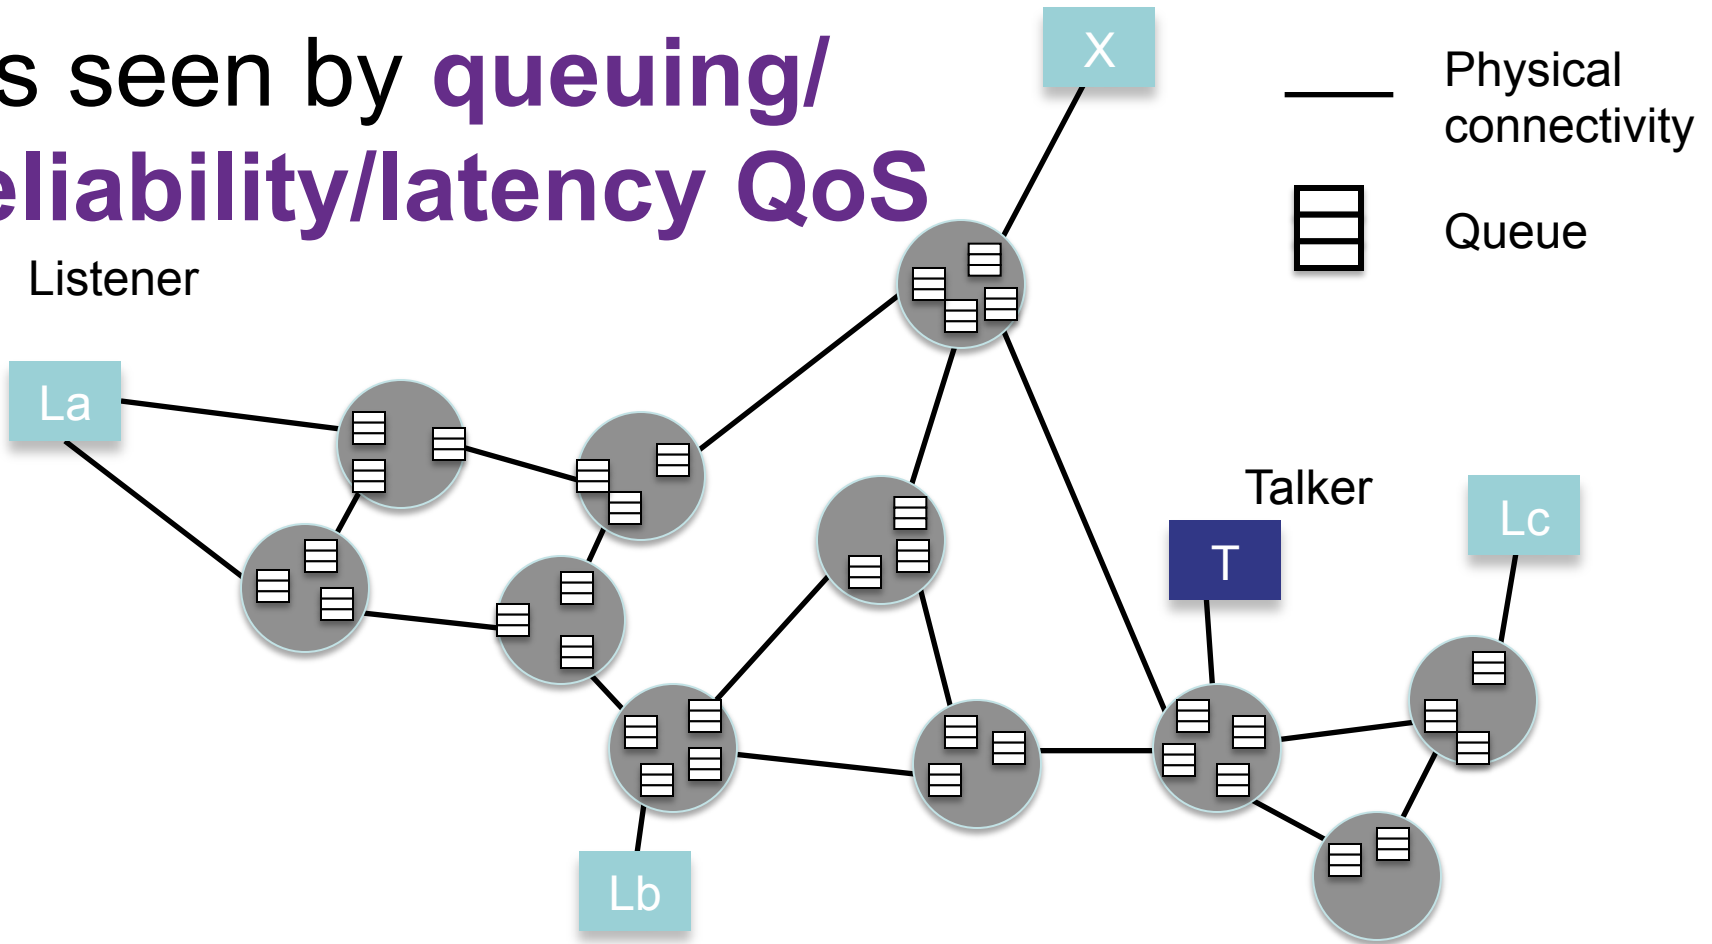 s seen by queuing/
eliability/latency QoS
X
Physical
connectivity
Queue
Listener
La
Talker
T
Lc
Lb